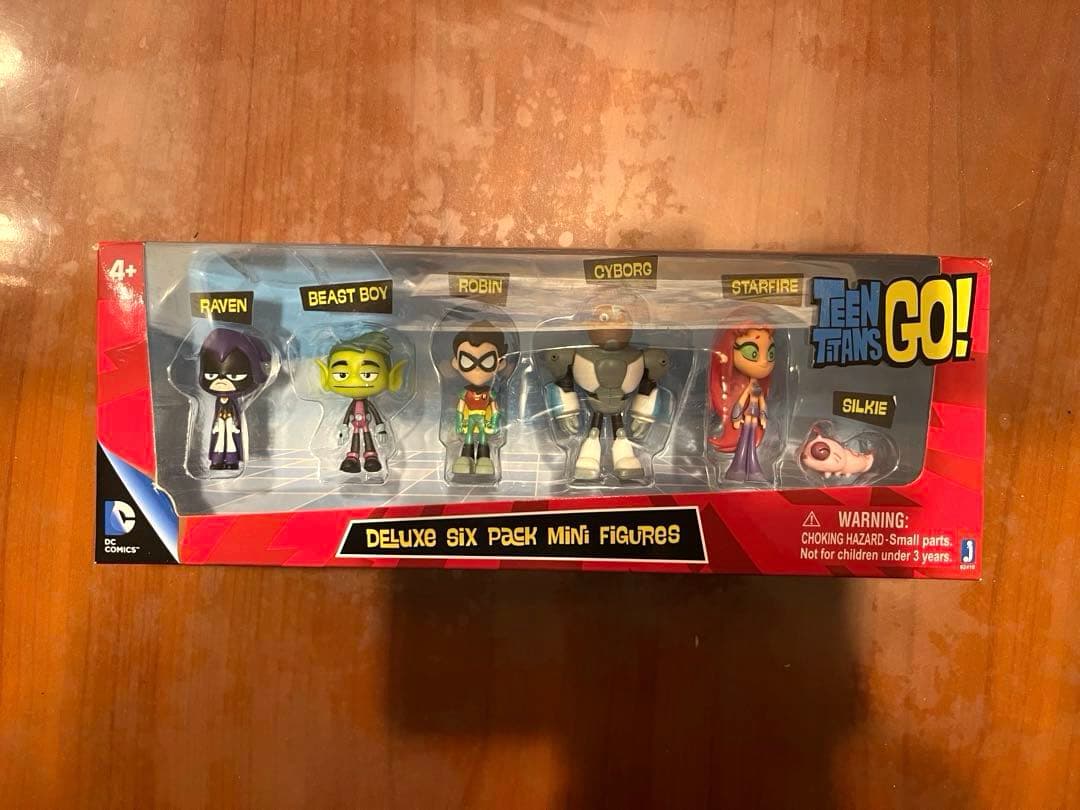 4+
RAVEN
BEAST BOY
ROBIN
CYBORG
STARFIRE
TEEN
TITANS
GO!
SILKIE
DC
COMICS™
DELUXE SIX PACK MINI FIGURES
WARNING:
CHOKING HAZARD-Small parts.
Not for children under 3 years.
J